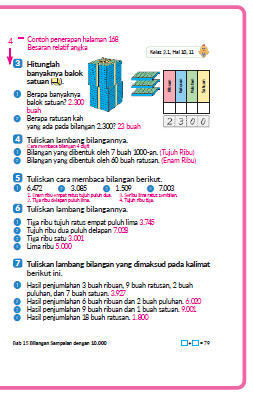 4 Contoh penerapan halaman 168
Besaran relatif angka
Kelas 3.1, Hal 10, 11
3 Hitunglah
banyaknya balok
satuan ( ).
1 Berapa banyaknya
balok satuan? 2.300
buah
2 Berapa ratusan kah
yang ada pada bilangan 2.300? 23 buah
Ribuan Ratusan Puluhan Satuan
2 3 0 0
4 Tuliskan lambang bilangannya.
Cara membaca bilangan 4 digit
1 Bilangan yang dibentuk oleh 7 buah 1000-an. (Tujuh Ribu)
2 Bilangan yang dibentuk oleh 60 buah ratusan. (Enam Ribu)
5 Tuliskan cara membaca bilangan berikut.
1 6.472 2 3.085 3 1.509 4 7.003
1. Enam ribu empat ratus tujuh puluh dua. 3. Seribu lima ratus sembilan.
2. Tiga ribu delapan puluh lima. 4. Tujuh ribu tiga.
6 Tuliskan lambang bilangannya.
1 Tiga ribu tujuh ratus empat puluh lima 3.745
2 Tujuh ribu dua puluh delapan 7.028
3 Tiga ribu satu 3.001
4 Lima ribu 5.000
7 Tuliskan lambang bilangan yang dimaksud pada kalimat
berikut ini.
1 Hasil penjumlahan 3 buah ribuan, 9 buah ratusan, 2 buah
puluhan, dan 7 buah satuan. 3.927
2 Hasil penjumlahan 6 buah ribuan dan 2 buah puluhan. 6.020
3 Hasil penjumlahan 9 buah ribuan dan 1 buah satuan. 9.001
4 Hasil penjumlahan 18 buah ratusan. 1.800
Bab 15 Bilangan Sampalan dengan 10.000
= 79